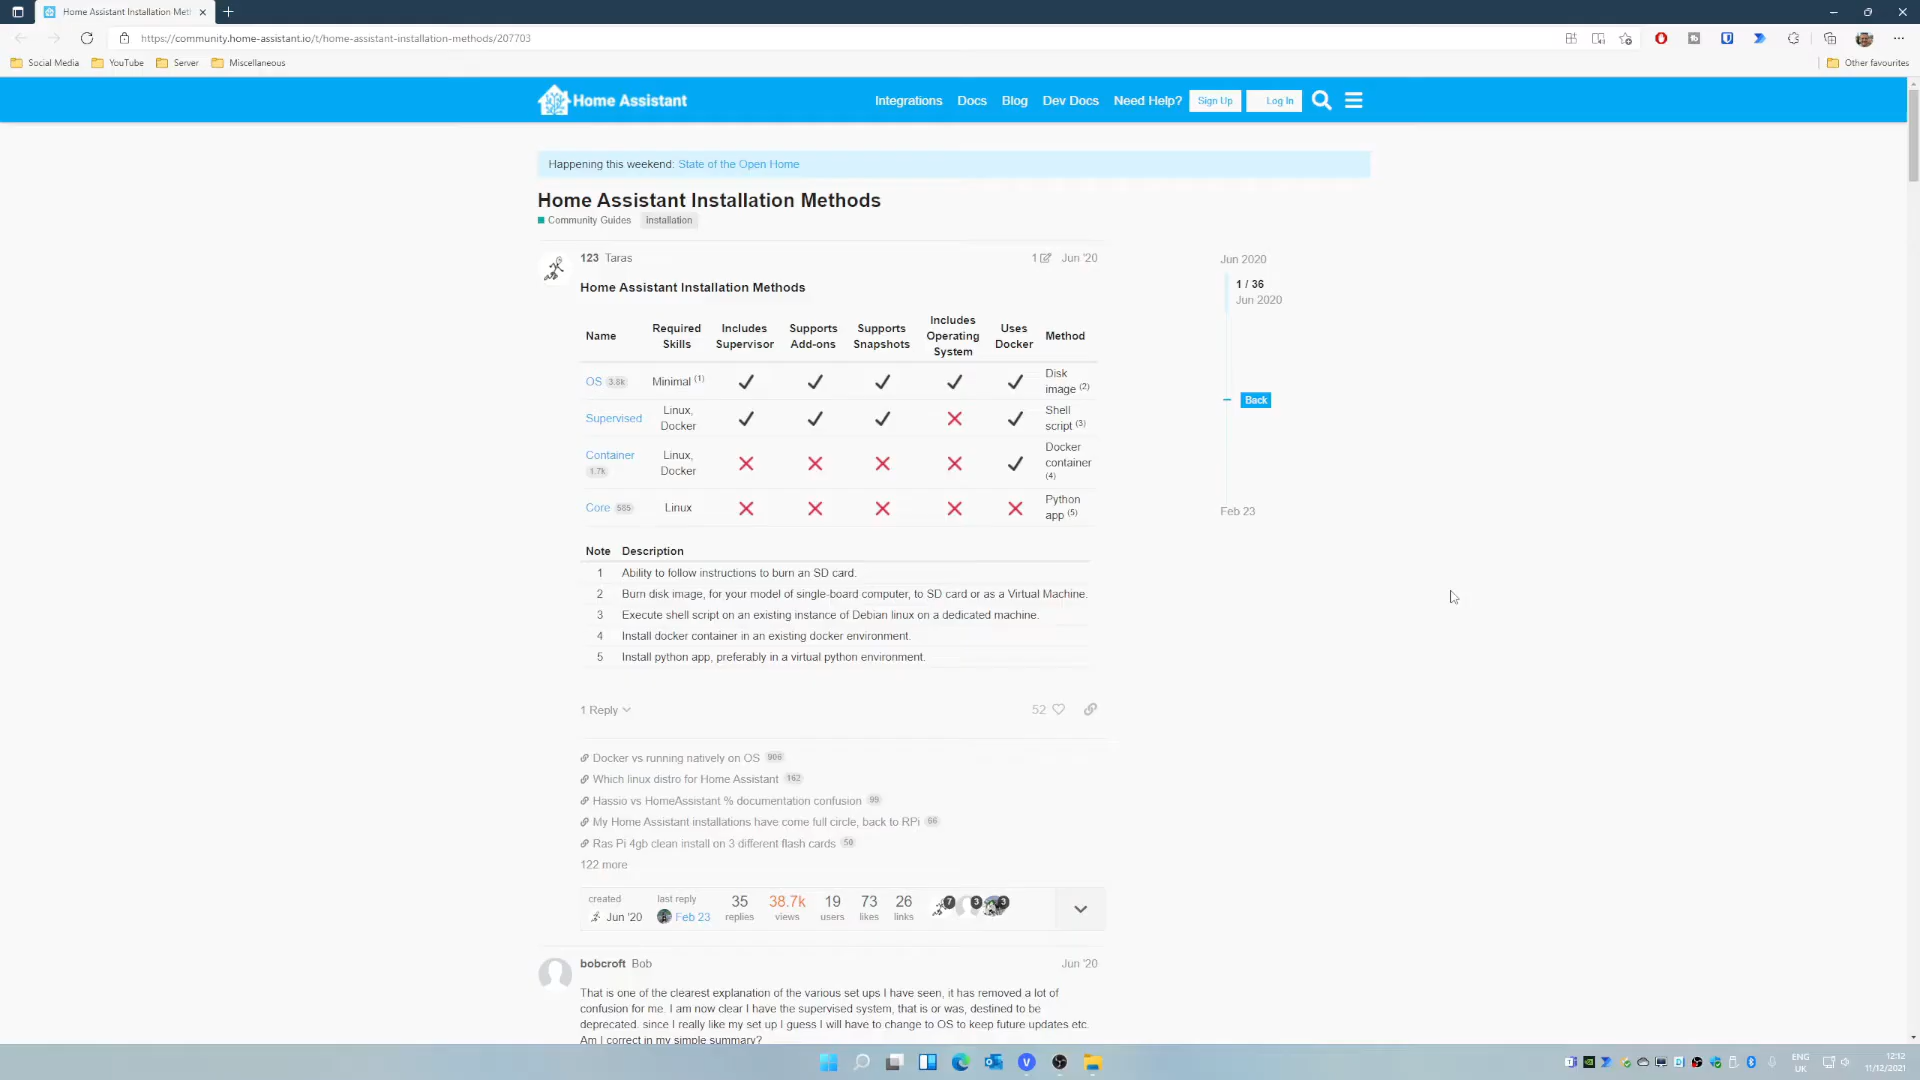 Home Assistant Installation Met
https://community.home-assistant.io/t/home-assistant-installation-methods/207703
Social Media YouTube Server Miscellaneous Other favourites
Home Assistant Integrations Docs Blog Dev Docs Need Help? Sign Up Log In
Happening this weekend: State of the Open Home
Home Assistant Installation Methods
Community Guides installation
123 Taras 1 Jun '20
Jun 2020
1 / 36
Jun 2020
Back
Feb 23
Home Assistant Installation Methods
Name Required Skills Includes Supervisor Supports Add-ons Supports Snapshots Includes Operating System Uses Docker Method
OS 3.8k Minimal (1) ✓ ✓ ✓ ✓ ✓ Disk image (2)
Supervised Linux, Docker ✓ ✓ ✓ ✕ ✓ Shell script (3)
Container 1.7k Linux, Docker ✕ ✕ ✕ ✕ ✓ Docker container (4)
Core 585 Linux ✕ ✕ ✕ ✕ ✕ Python app (5)
Note Description
1 Ability to follow instructions to burn an SD card.
2 Burn disk image, for your model of single-board computer, to SD card or as a Virtual Machine.
3 Execute shell script on an existing instance of Debian linux on a dedicated machine.
4 Install docker container in an existing docker environment.
5 Install python app, preferably in a virtual python environment.
1 Reply 52
Docker vs running natively on OS 906
Which linux distro for Home Assistant 162
Hassio vs HomeAssistant % documentation confusion 99
My Home Assistant installations have come full circle, back to RPi 66
Ras Pi 4gb clean install on 3 different flash cards 50
122 more
created last reply 35 38.7k 19 73 26 7 3 3
Jun '20 Feb 23 replies views users likes links
bobcroft Bob Jun '20
That is one of the clearest explanation of the various set ups I have seen, it has removed a lot of
confusion for me. I am now clear I have the supervised system, that is or was, destined to be
deprecated. since I really like my set up I guess I will have to change to OS to keep future updates etc.
Am I correct in my simple summary?
ENG
UK
12:12
11/12/2021